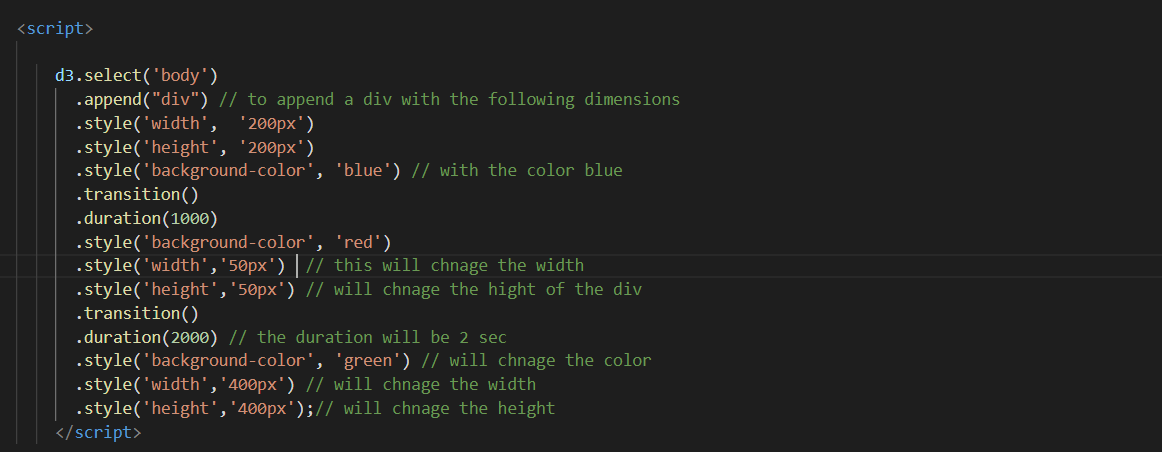 <script>
d3.select('body')
.append("div") // to append a div with the following dimensions
.style('width',  '200px')
.style('height', '200px')
.style('background-color', 'blue') // with the color blue
.transition()
.duration(1000)
.style('background-color', 'red')
.style('width','50px') // this will chnage the width
.style('height','50px') // will chnage the hight of the div
.transition()
.duration(2000) // the duration will be 2 sec
.style('background-color', 'green') // will chnage the color
.style('width','400px') // will chnage the width
.style('height','400px');// will chnage the height
</script>